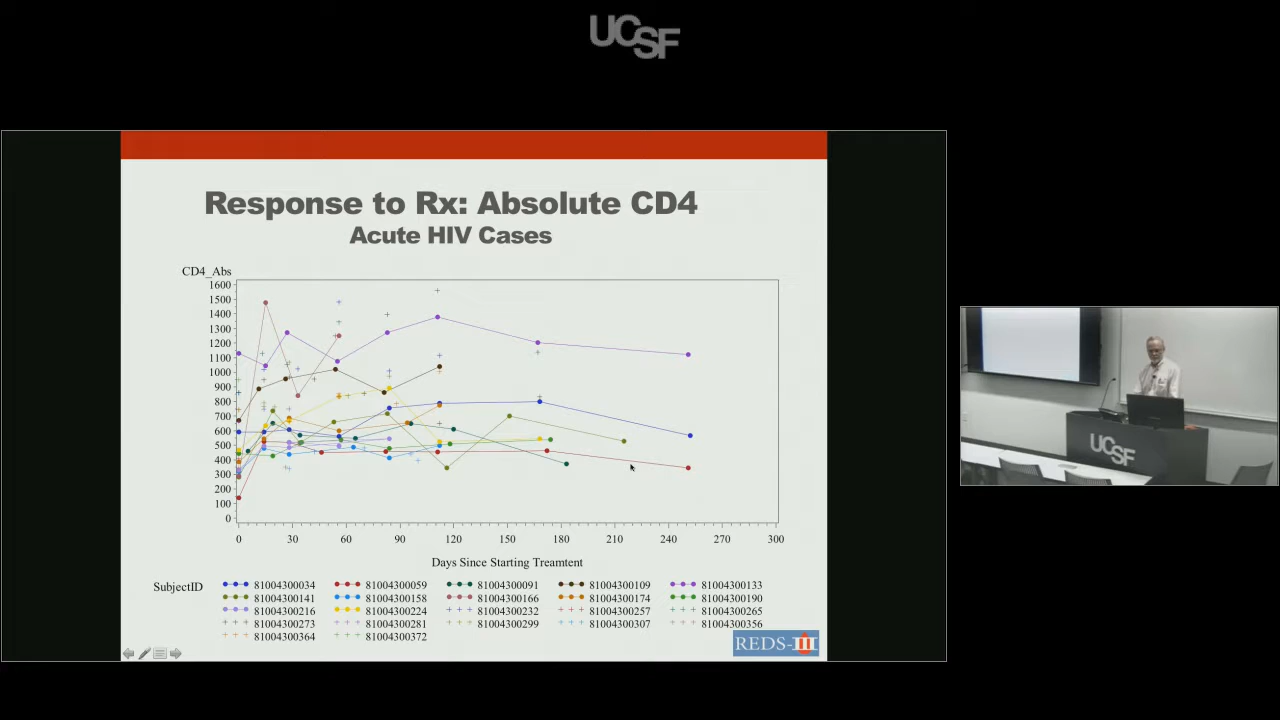 UCSF
Response to Rx: Absolute CD4
Acute HIV Cases
CD4_Abs
1600
1500
1400
1300
1200
1100
1000
900
800
700
600
500
400
300
200
100
0
0 30 60 90 120 150 180 210 240 270 300
Days Since Starting Treamtent
SubjectID 81004300034 81004300059 81004300091 81004300109 81004300133
81004300141 81004300158 81004300166 81004300174 81004300190
81004300216 81004300224 81004300232 81004300257 81004300265
81004300273 81004300281 81004300299 81004300307 81004300356
81004300364 81004300372
REDS-III
UCSF